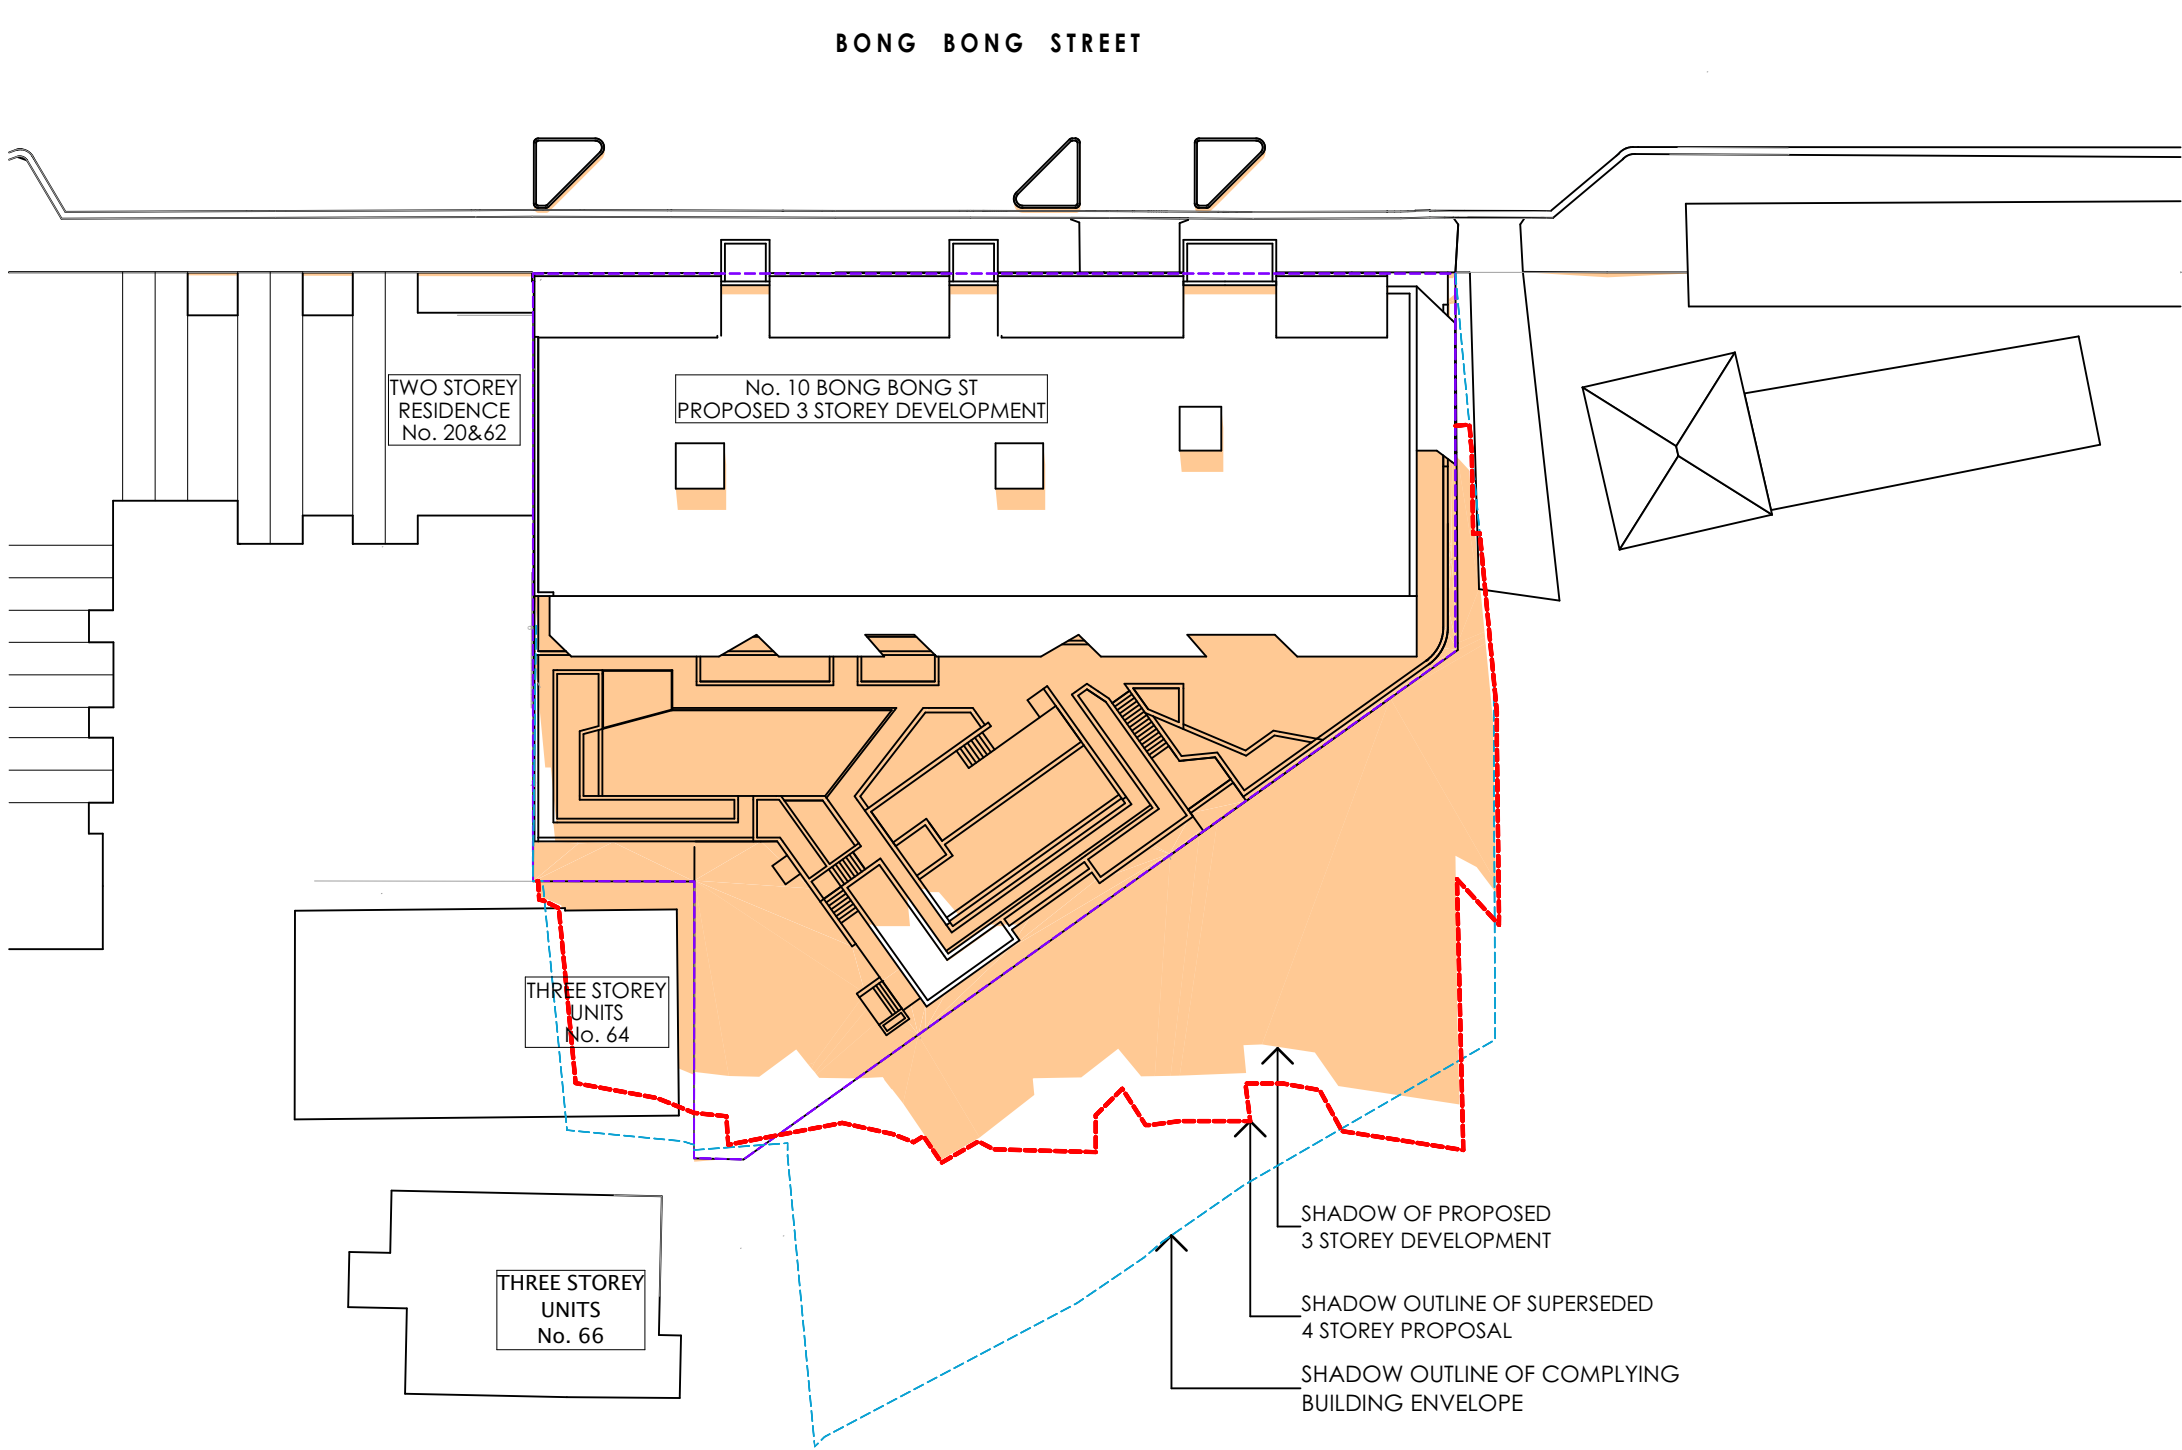 BONG BONG STREET
TWO STOREY
RESIDENCE
No. 20&62
No. 10 BONG BONG ST
PROPOSED 3 STOREY DEVELOPMENT
THREE STOREY
UNITS
No. 64
THREE STOREY
UNITS
No. 66
SHADOW OF PROPOSED
3 STOREY DEVELOPMENT
SHADOW OUTLINE OF SUPERSEDED
4 STOREY PROPOSAL
SHADOW OUTLINE OF COMPLYING
BUILDING ENVELOPE